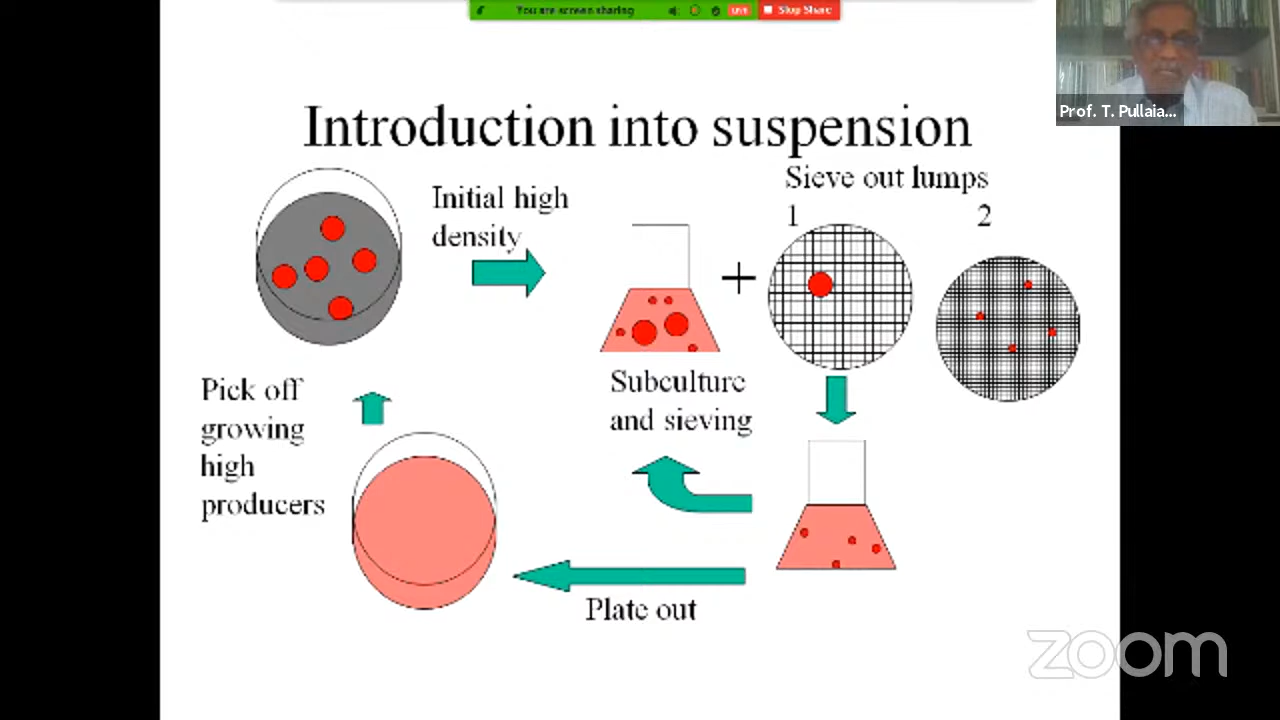 You are screen sharing
LIVE
Stop Share
Prof. T. Pullaia...
Introduction into suspension
Initial high
density
Sieve out lumps
1 2
Subculture
and sieving
Pick off
growing
high
producers
Plate out
zoom